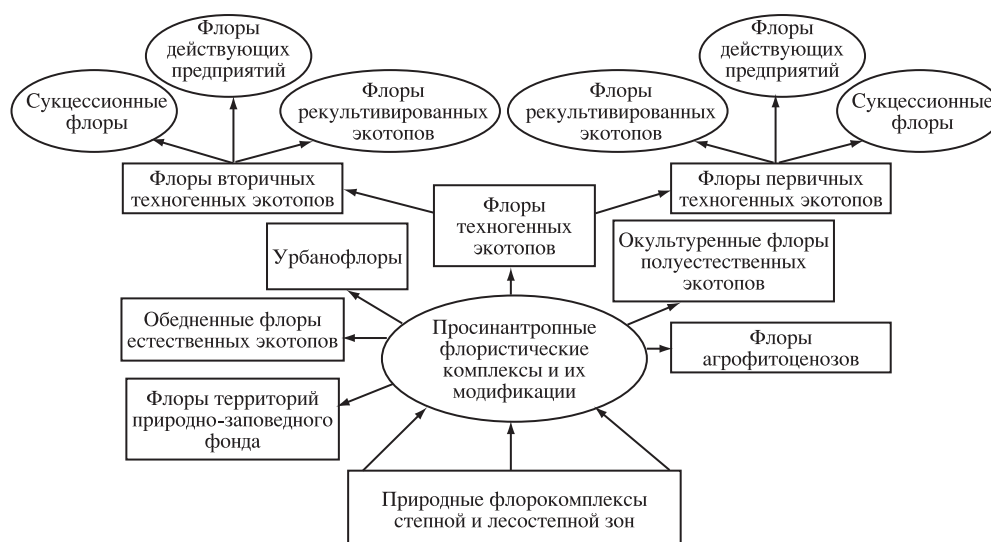 Флоры
действующих
предприятий
Флоры
действующих
предприятий
Сукцессионные
флоры
Флоры
рекультивированных
экотопов
Флоры
рекультивированных
экотопов
Сукцессионные
флоры
Флоры вторичных
техногенных экотопов
Флоры
техногенных
экотопов
Флоры первичных
техногенных экотопов
Урбанофлоры
Окультуренные флоры
полуестественных
экотопов
Обедненные флоры
естественных экотопов
Просинантропные
флористические
комплексы и их
модификации
Флоры
агрофитоценозов
Флоры территорий
природно-заповедного
фонда
Природные флорокомплексы
степной и лесостепной зон